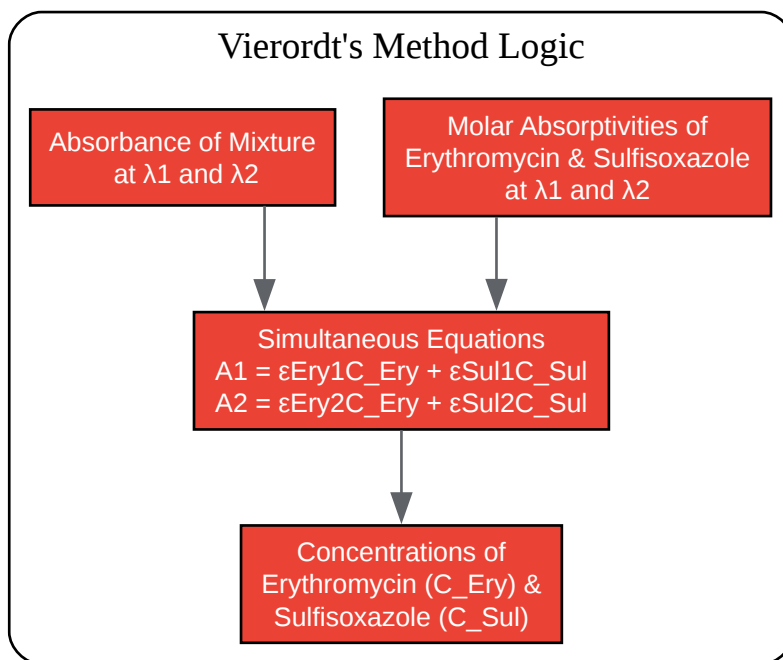 Vierordt's Method Logic
Absorbance of Mixture
at λ1 and λ2
Molar Absorptivities of
Erythromycin & Sulfisoxazole
at λ1 and λ2
Simultaneous Equations
A1 = εEry1C_Ery + εSul1C_Sul
A2 = εEry2C_Ery + εSul2C_Sul
Concentrations of
Erythromycin (C_Ery) &
Sulfisoxazole (C_Sul)